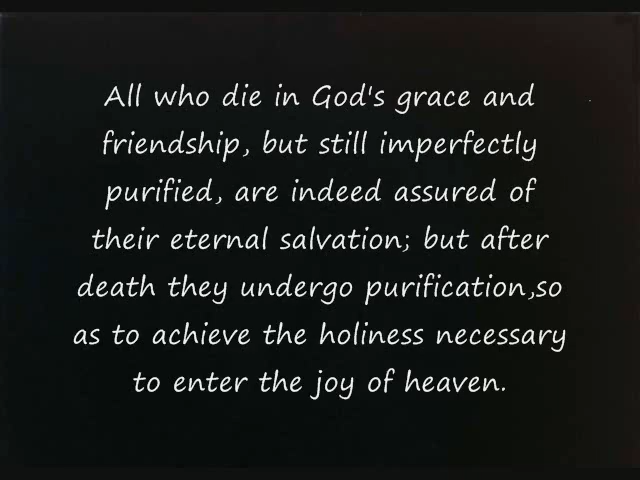 All who die in God's grace and
friendship, but still imperfectly
purified, are indeed assured of
their eternal salvation; but after
death they undergo purification,so
as to achieve the holiness necessary
to enter the joy of heaven.